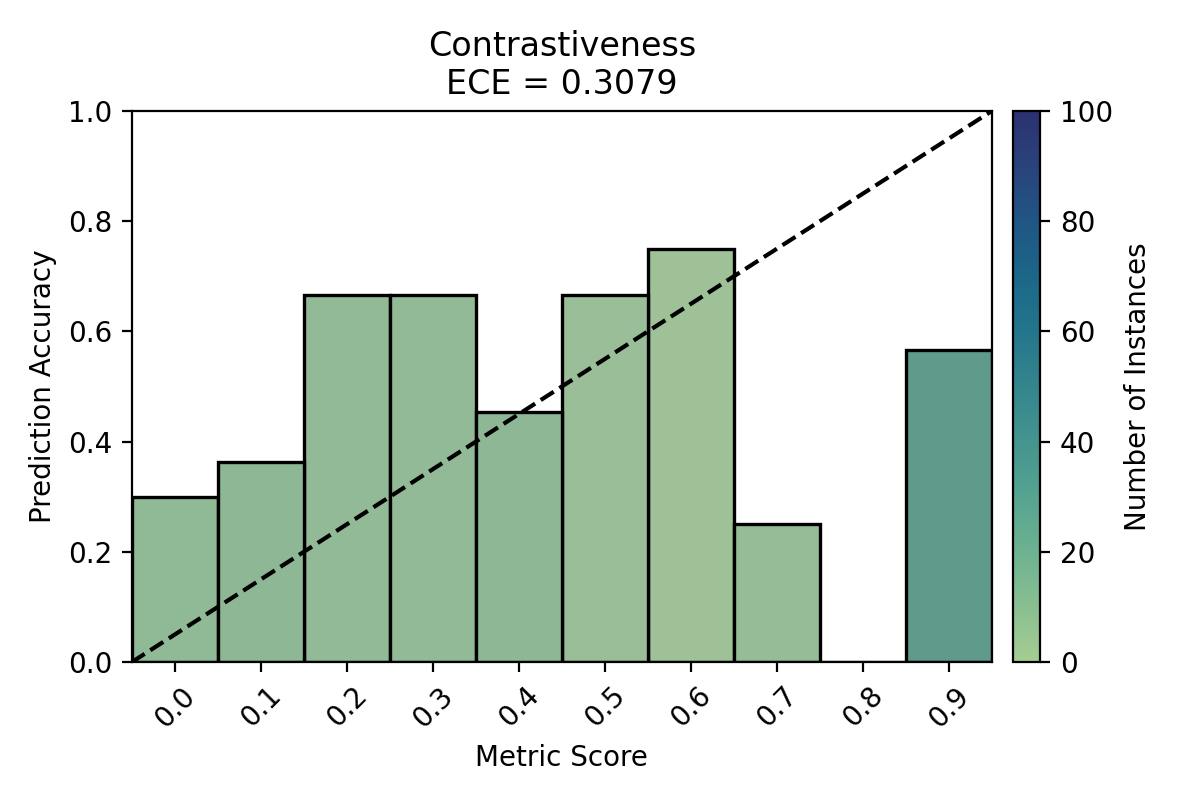 Contrastiveness
ECE = 0.3079
Prediction Accuracy
1.0
0.8
0.6
0.4
0.2
0.0
0.0 0.1 0.2 0.3 0.4 0.5 0.6 0.7 0.8 0.9
Metric Score
100
80
60
40
20
0
Number of Instances